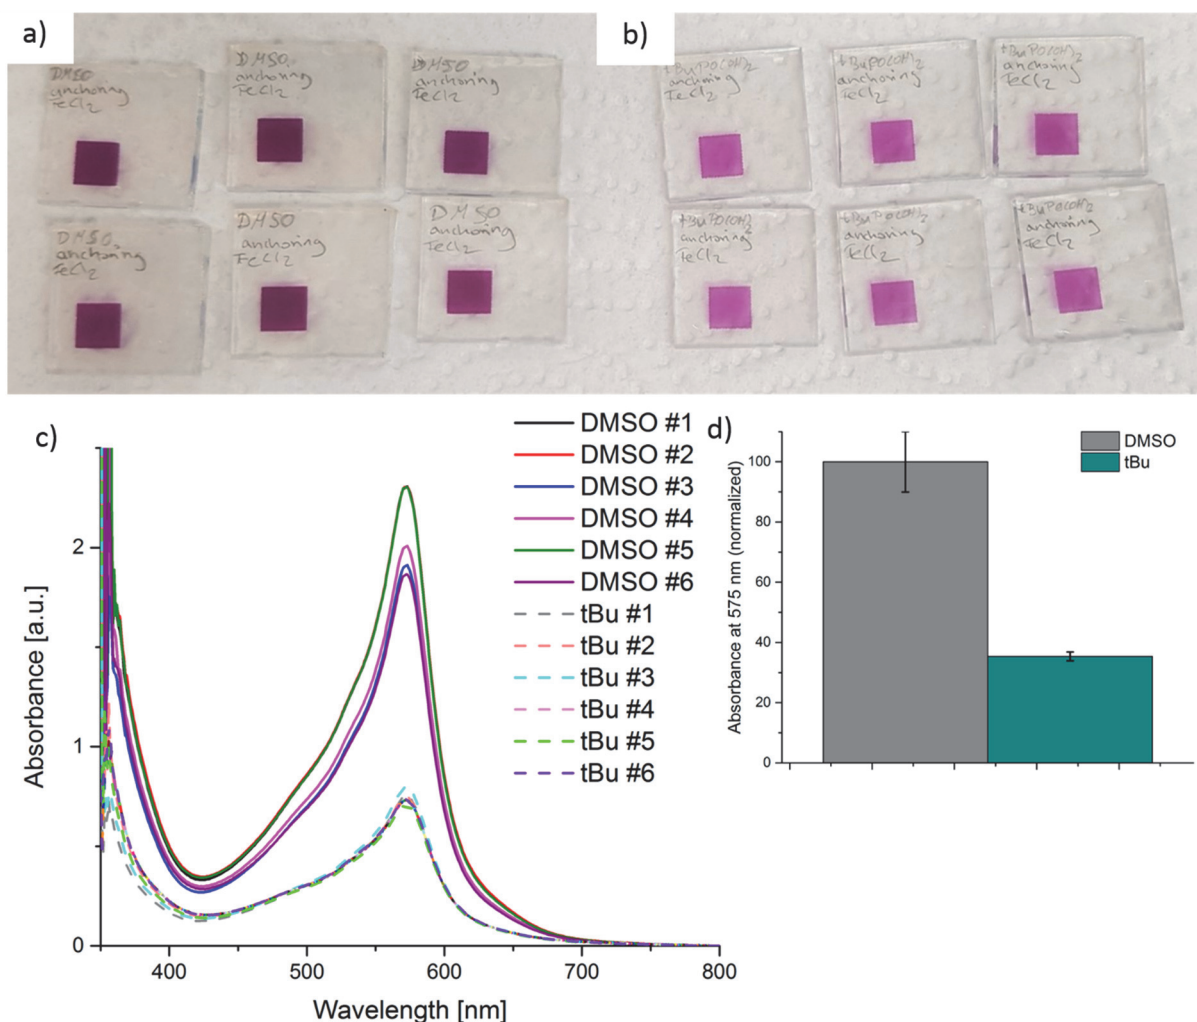 a)
DMSO
anchoring
FeCl2
DMSO
anchoring
FeCl2
DMSO
anchoring
FeCl2
DMSO
anchoring
FeCl2
DMSO
anchoring
FeCl2
DMSO
anchoring
FeCl2
b)
tBuPO(OH)2
anchoring
FeCl2
tBuPO(OH)2
anchoring
FeCl2
tBuPO(OH)2
anchoring
FeCl2
tBuPO(OH)2
anchoring
FeCl2
tBuPO(OH)2
anchoring
FeCl2
tBuPO(OH)2
anchoring
FeCl2
c)
Absorbance [a.u.]
2
1
0
400
500
600
700
800
Wavelength [nm]
DMSO #1
DMSO #2
DMSO #3
DMSO #4
DMSO #5
DMSO #6
tBu #1
tBu #2
tBu #3
tBu #4
tBu #5
tBu #6
d)
Absorbance at 575 nm (normalized)
100
80
60
40
20
0
DMSO
tBu